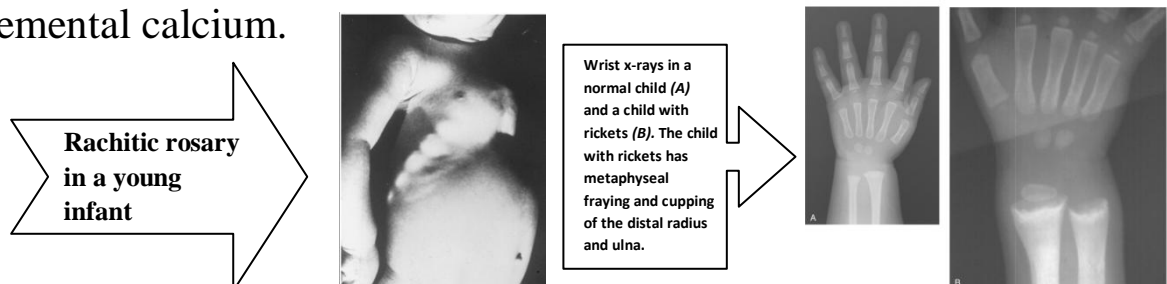 emental calcium.
Rachitic rosary
in a young
infant
Wrist x-rays in a
normal child (A)
and a child with
rickets (B). The child
with rickets has
metaphyseal
fraying and cupping
of the distal radius
and ulna.
A
A
B